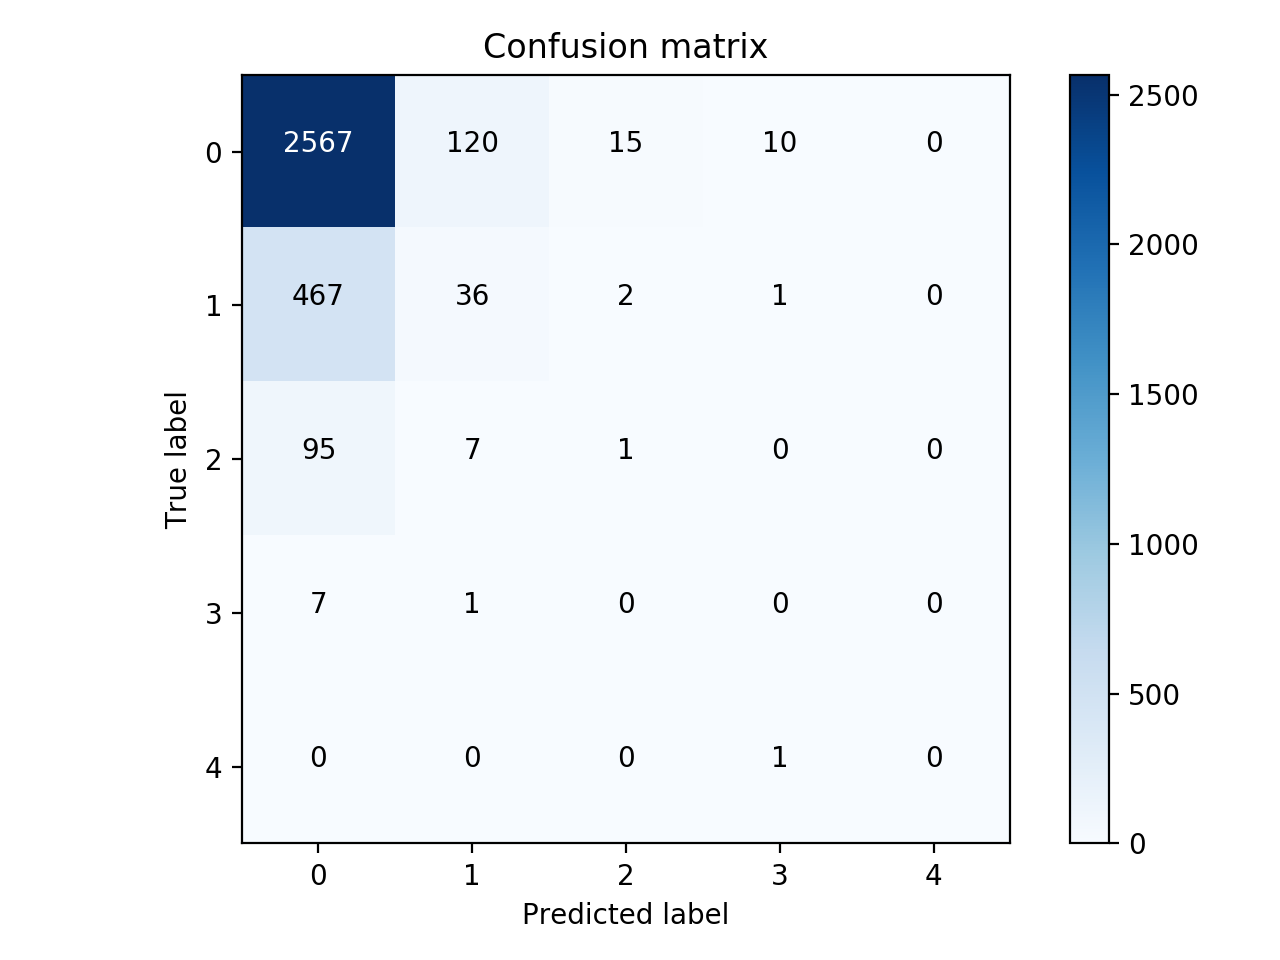 Confusion matrix
True label
0 2567 120 15 10 0
1 467 36 2 1 0
2 95 7 1 0 0
3 7 1 0 0 0
4 0 0 0 1 0
0 1 2 3 4
Predicted label
2500
2000
1500
1000
500
0